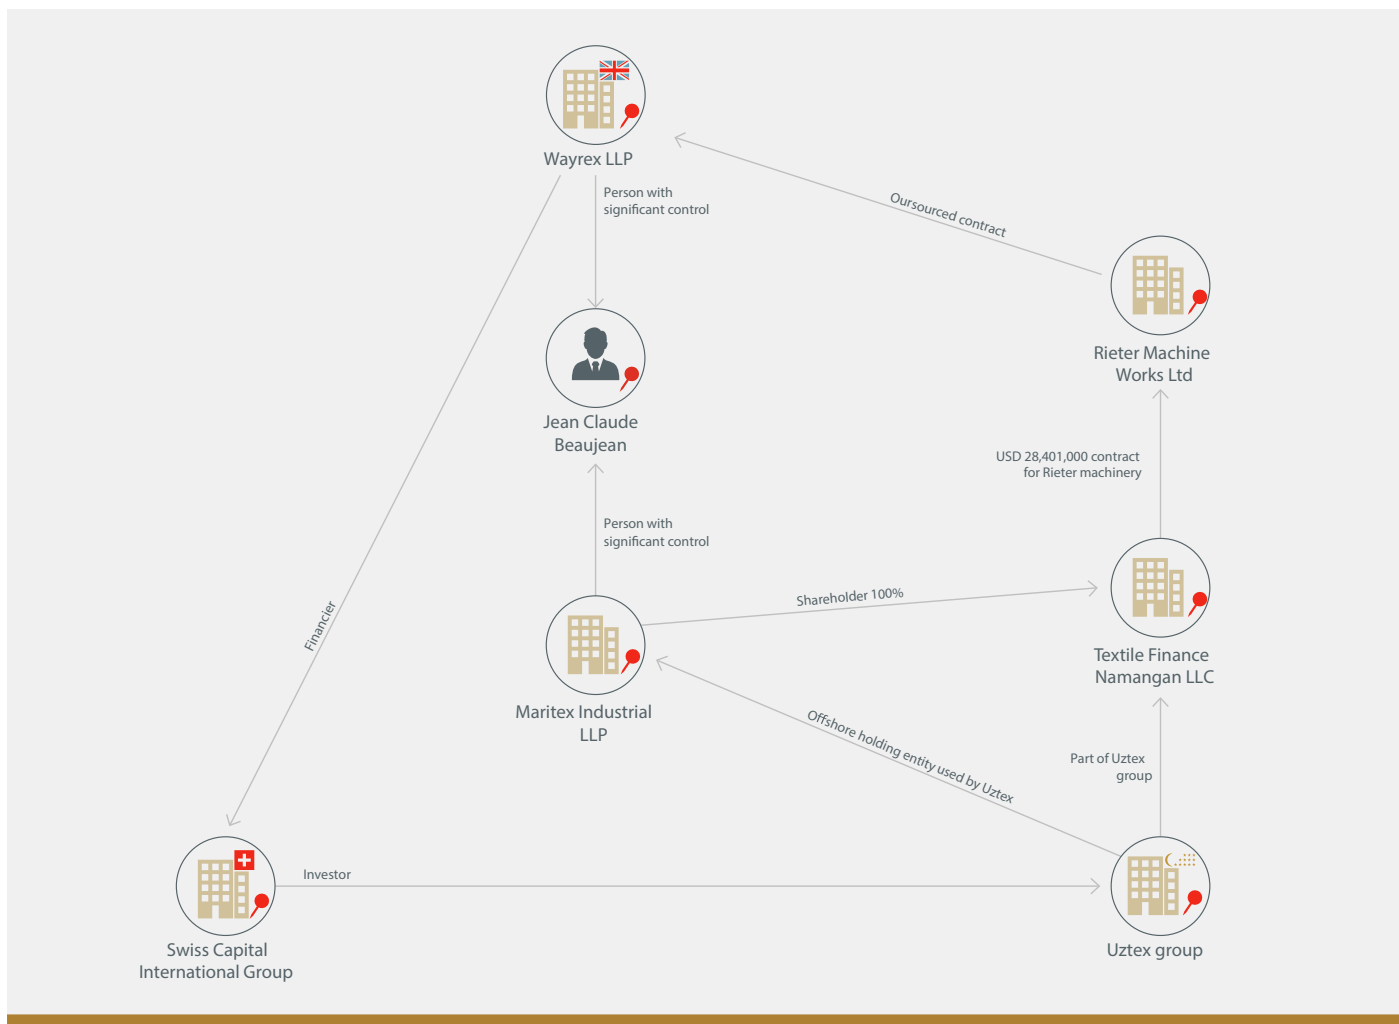 Wayrex LLP
Person with
significant control
Oursourced contract
Rieter Machine
Works Ltd
Jean Claude
Beaujean
USD 28,401,000 contract
for Rieter machinery
Person with
significant control
Shareholder 100%
Financier
Textile Finance
Namangan LLC
Maritex Industrial
LLP
Offshore holding entity used by Uztex
Part of Uztex
group
Investor
Swiss Capital
International Group
Uztex group